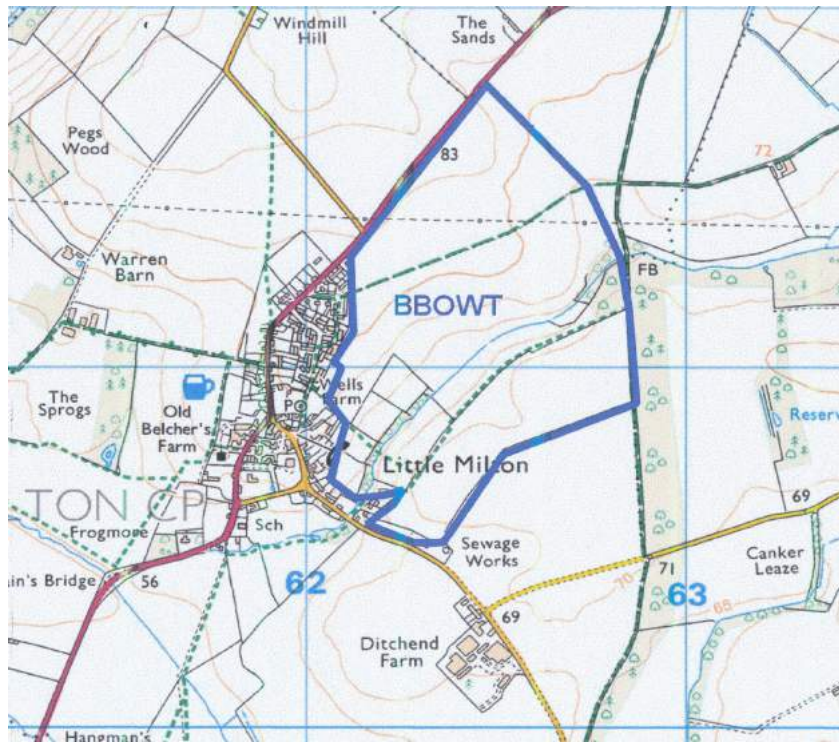 Windmill
Hill
The
Sands
Pegs
Wood
83
72
Warren
Barn
FB
BBOWT
The
Sprogs
Old
Belcher's
Farm
Wells
Farm
Reserv
Little Milton
TON CP
Frogmore
Sch
69
Sewage
Works
Canker
Leaze
ain's Bridge
56
62
71
70
63
65
69
Ditchend
Farm
Hangman's